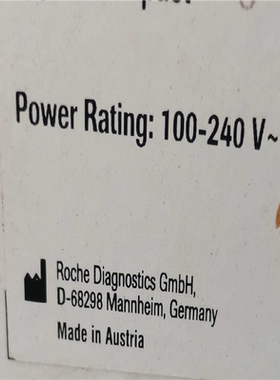 Power Rating: 100-240 V~
Roche Diagnostics GmbH,
D-68298 Mannheim, Germany
Made in Austria